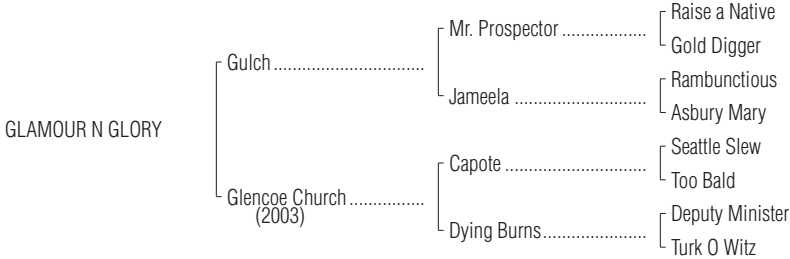 Raise a Native
Mr. Prospector ...................
Gold Digger
Gulch ..................................
Rambunctious
Jameela .............................
Asbury Mary
GLAMOUR N GLORY
Seattle Slew
Capote ...............................
Too Bald
Glencoe Church .................
(2003)
Deputy Minister
Dying Burns.......................
Turk O Witz